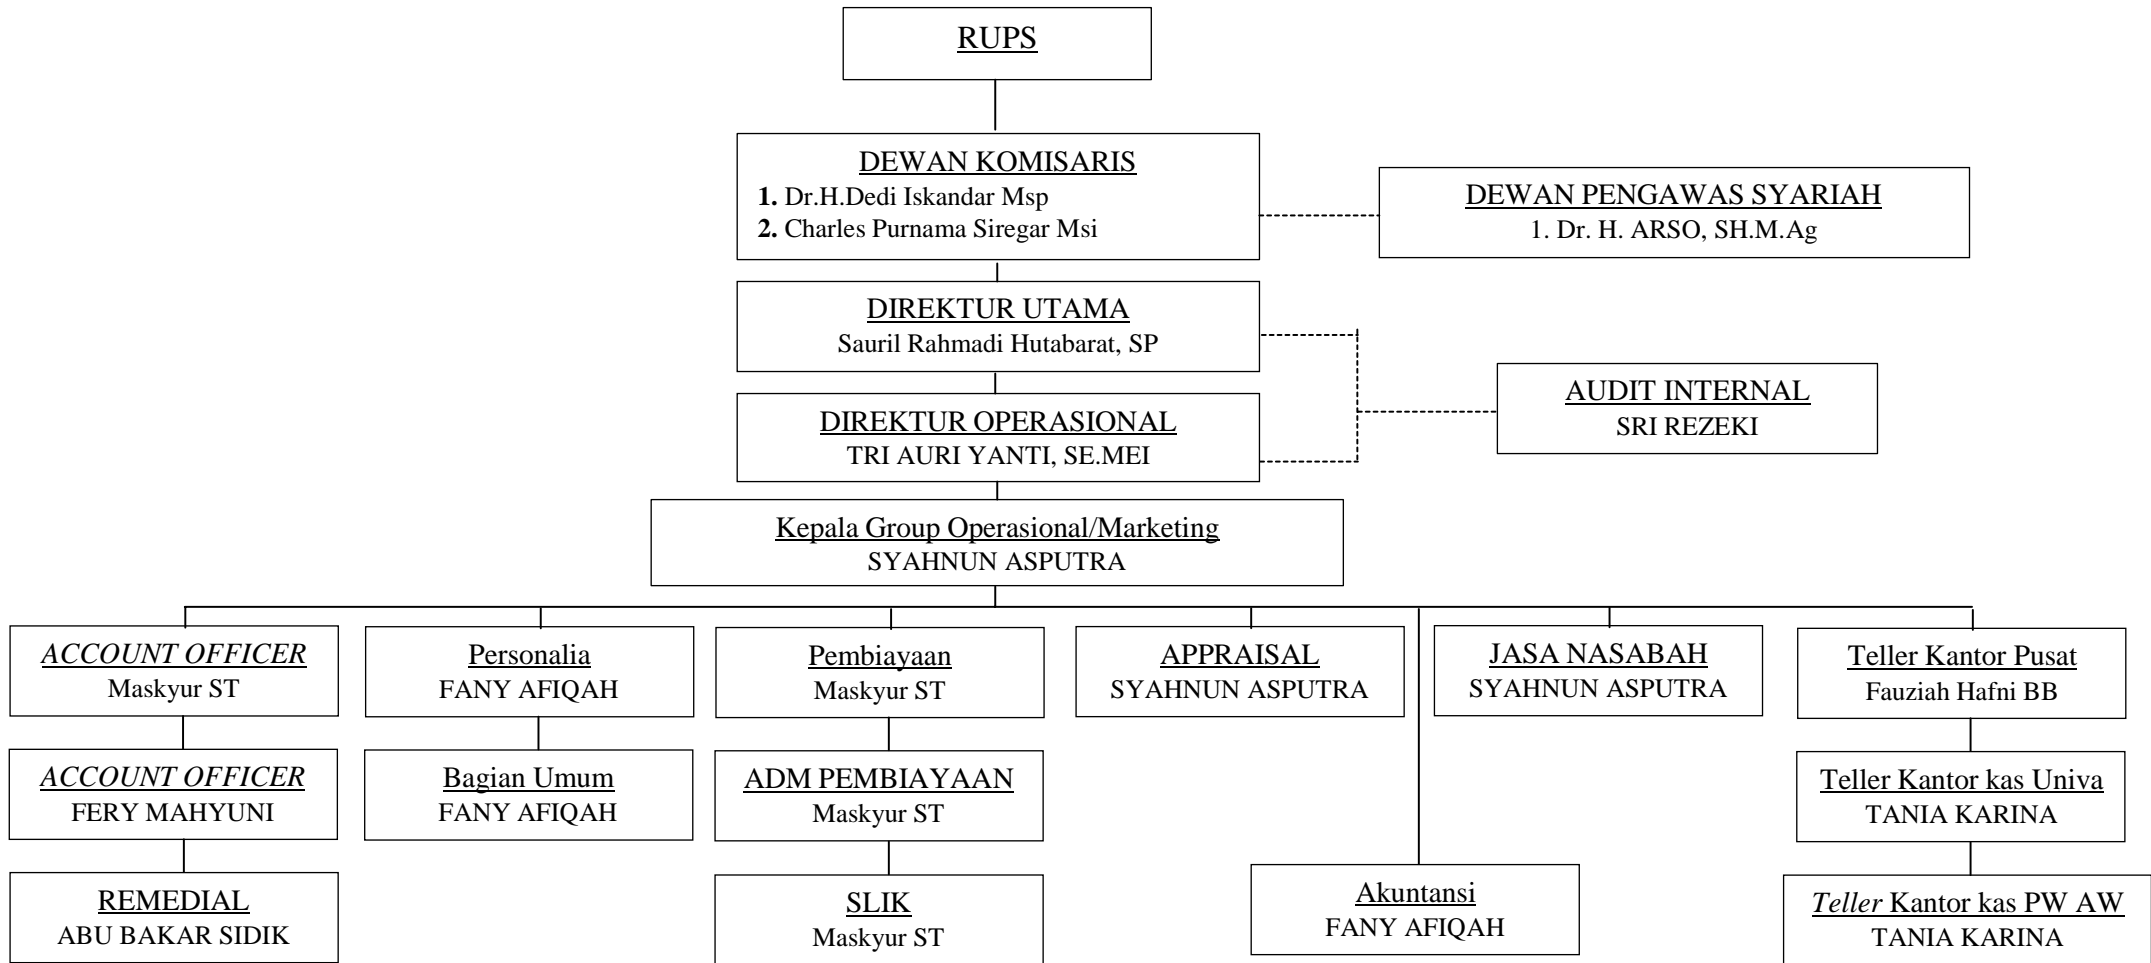 RUPS
DEWAN KOMISARIS
1. Dr.H.Dedi Iskandar Msp
2. Charles Purnama Siregar Msi
DEWAN PENGAWAS SYARIAH
1. Dr. H. ARSO, SH.M.Ag
DIREKTUR UTAMA
Sauril Rahmadi Hutabarat, SP
DIREKTUR OPERASIONAL
TRI AURI YANTI, SE.MEI
AUDIT INTERNAL
SRI REZEKI
Kepala Group Operasional/Marketing
SYAHNUN ASPUTRA
ACCOUNT OFFICER
Maskyur ST
Personalia
FANY AFIQAH
Pembiayaan
Maskyur ST
APPRAISAL
SYAHNUN ASPUTRA
JASA NASABAH
SYAHNUN ASPUTRA
Teller Kantor Pusat
Fauziah Hafni BB
ACCOUNT OFFICER
FERY MAHYUNI
Bagian Umum
FANY AFIQAH
ADM PEMBIAYAAN
Maskyur ST
Teller Kantor kas Univa
TANIA KARINA
REMEDIAL
ABU BAKAR SIDIK
SLIK
Maskyur ST
Akuntansi
FANY AFIQAH
Teller Kantor kas PW AW
TANIA KARINA